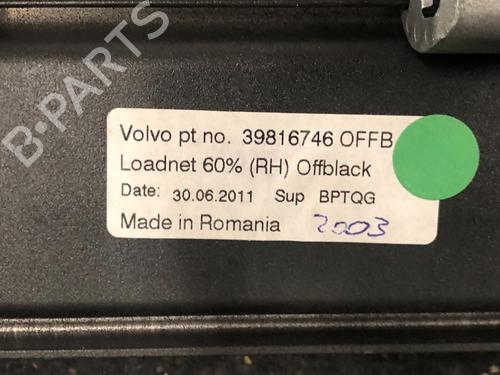 B-PARTS
Volvo pt no. 39816746 OFFB
Loadnet 60% (RH) Offblack
Date: 30.06.2011 Sup BPTQG
Made in Romania 2003